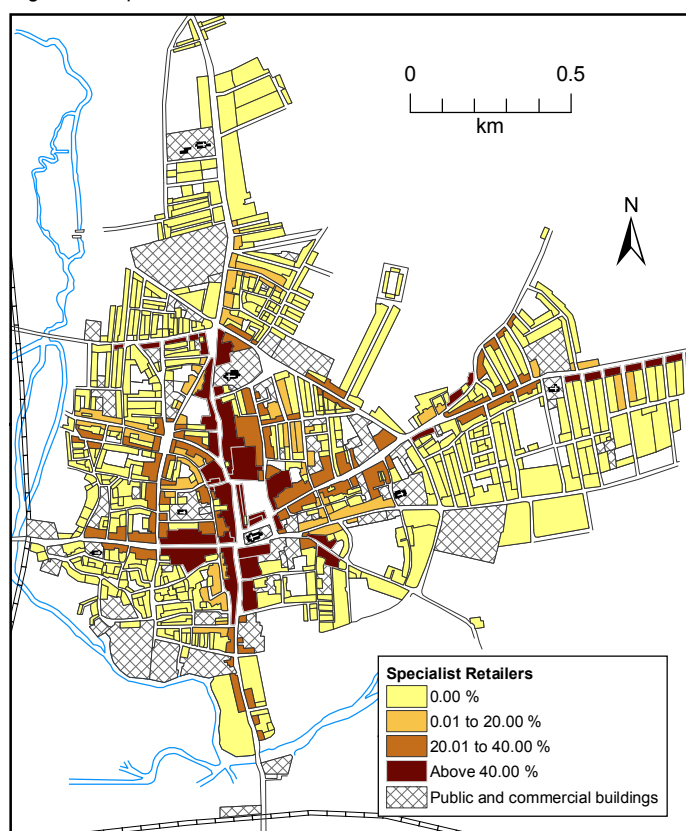 0 0.5
km
N
Specialist Retailers
0.00 %
0.01 to 20.00 %
20.01 to 40.00 %
Above 40.00 %
Public and commercial buildings